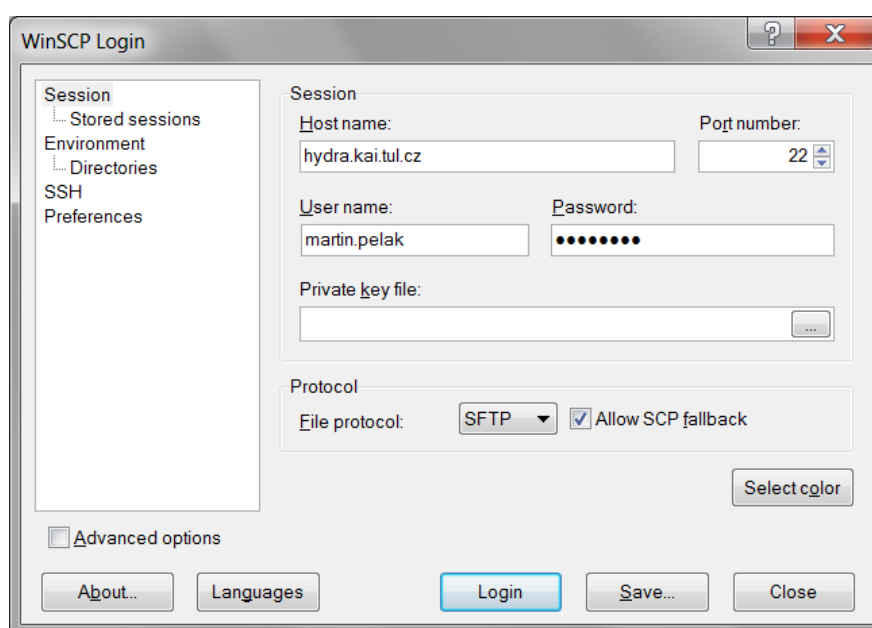 WinSCP Login
Session
Stored sessions
Environment
Directories
SSH
Preferences
Session
Host name:
Port number:
hydra.kai.tul.cz
22
User name:
Password:
martin.pelak
●●●●●●●●
Private key file:
...
Protocol
File protocol:
SFTP
Allow SCP fallback
Select color
Advanced options
About...
Languages
Login
Save...
Close